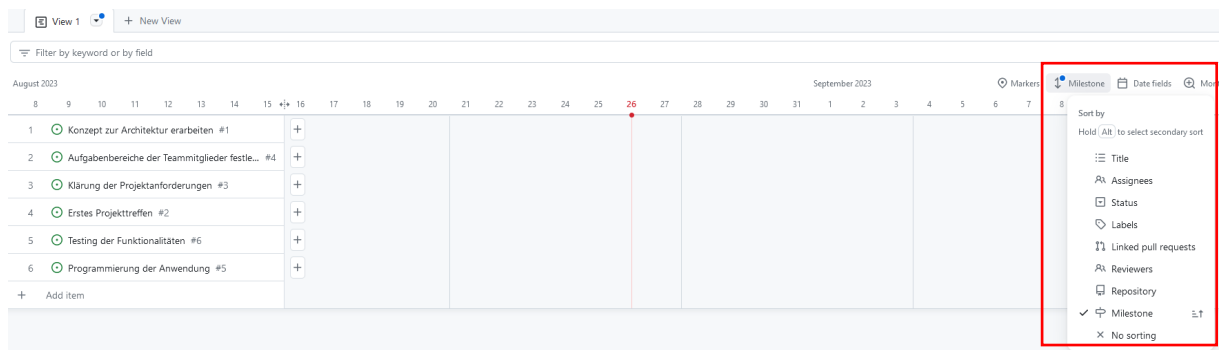 View 1
+ New View
Filter by keyword or by field
August 2023
September 2023
Markers
Milestone
Date fields
8 9 10 11 12 13 14 15 16 17 18 19 20 21 22 23 24 25 26 27 28 29 30 31 1 2 3 4 5 6 7 8
1 Konzept zur Architektur erarbeiten #1
2 Aufgabenbereiche der Teammitglieder festle... #4
3 Klärung der Projektanforderungen #3
4 Erstes Projekttreffen #2
5 Testing der Funktionalitäten #6
6 Programmierung der Anwendung #5
+ Add item
Sort by
Hold Alt to select secondary sort
Title
Assignees
Status
Labels
Linked pull requests
Reviewers
Repository
Milestone
No sorting